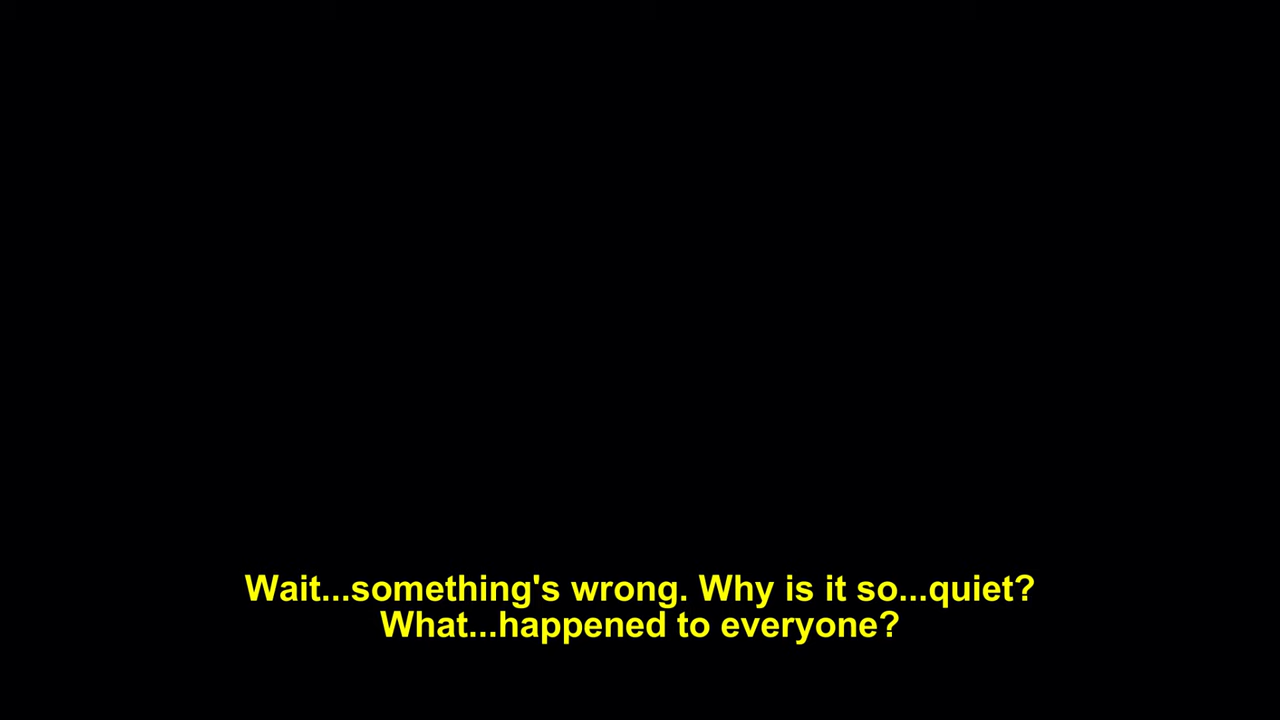 Wait...something's wrong. Why is it so...quiet?
What...happened to everyone?